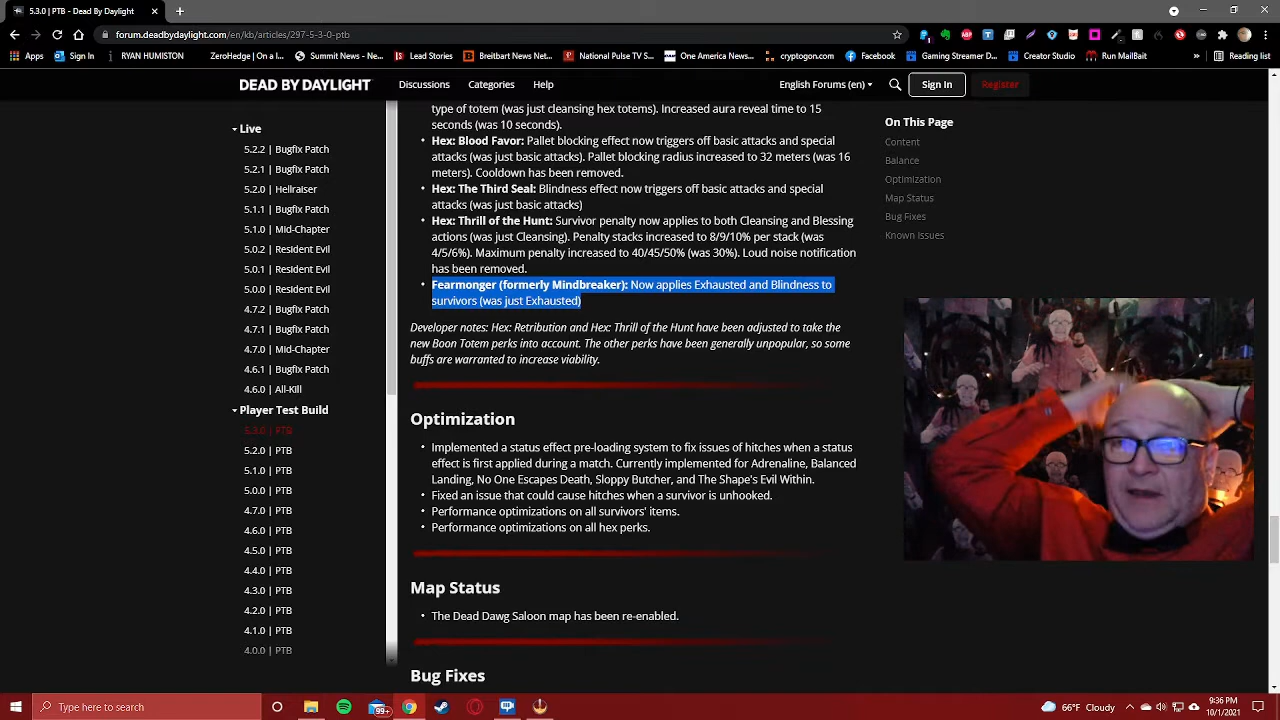 5.3.0 | PTB - Dead by Daylight
forum.deadbydaylight.com/en/kb/articles/297-5-3-0-ptb
Apps
Sign In
RYAN HUMISTON
ZeroHedge | On a...
Summit News - Ne...
Lead Stories
Breitbart News Net...
National Pulse TV S...
One America News...
cryptogon.com
Facebook
Gaming Streamer D...
Creator Studio
Run MailBait
»
Reading list
DEAD BY DAYLIGHT
Discussions
Categories
Help
English Forums (en)
Sign In
Register
Live
5.2.2 | Bugfix Patch
5.2.1 | Bugfix Patch
5.2.0 | Hellraiser
5.1.1 | Bugfix Patch
5.1.0 | Mid-Chapter
5.0.2 | Resident Evil
5.0.1 | Resident Evil
5.0.0 | Resident Evil
4.7.2 | Bugfix Patch
4.7.1 | Bugfix Patch
4.7.0 | Mid-Chapter
4.6.1 | Bugfix Patch
4.6.0 | All-Kill
Player Test Build
5.3.0 | PTB
5.2.0 | PTB
5.1.0 | PTB
5.0.0 | PTB
4.7.0 | PTB
4.6.0 | PTB
4.5.0 | PTB
4.4.0 | PTB
4.3.0 | PTB
4.2.0 | PTB
4.1.0 | PTB
4.0.0 | PTB
type of totem (was just cleansing hex totems). Increased aura reveal time to 15
seconds (was 10 seconds).
• Hex: Blood Favor: Pallet blocking effect now triggers off basic attacks and special
attacks (was just basic attacks). Pallet blocking radius increased to 32 meters (was 16
meters). Cooldown has been removed.
• Hex: The Third Seal: Blindness effect now triggers off basic attacks and special
attacks (was just basic attacks)
• Hex: Thrill of the Hunt: Survivor penalty now applies to both Cleansing and Blessing
actions (was just Cleansing). Penalty stacks increased to 8/9/10% per stack (was
4/5/6%). Maximum penalty increased to 40/45/50% (was 30%). Loud noise notification
has been removed.
• Fearmonger (formerly Mindbreaker): Now applies Exhausted and Blindness to
survivors (was just Exhausted)
Developer notes: Hex: Retribution and Hex: Thrill of the Hunt have been adjusted to take the
new Boon Totem perks into account. The other perks have been generally unpopular, so some
buffs are warranted to increase viability.
Optimization
• Implemented a status effect pre-loading system to fix issues of hitches when a status
effect is first applied during a match. Currently implemented for Adrenaline, Balanced
Landing, No One Escapes Death, Sloppy Butcher, and The Shape's Evil Within.
• Fixed an issue that could cause hitches when a survivor is unhooked.
• Performance optimizations on all survivors' items.
• Performance optimizations on all hex perks.
Map Status
• The Dead Dawg Saloon map has been re-enabled.
Bug Fixes
On This Page
Content
Balance
Optimization
Map Status
Bug Fixes
Known Issues
Type here to search
99+
66°F Cloudy
9:36 PM
10/1/2021